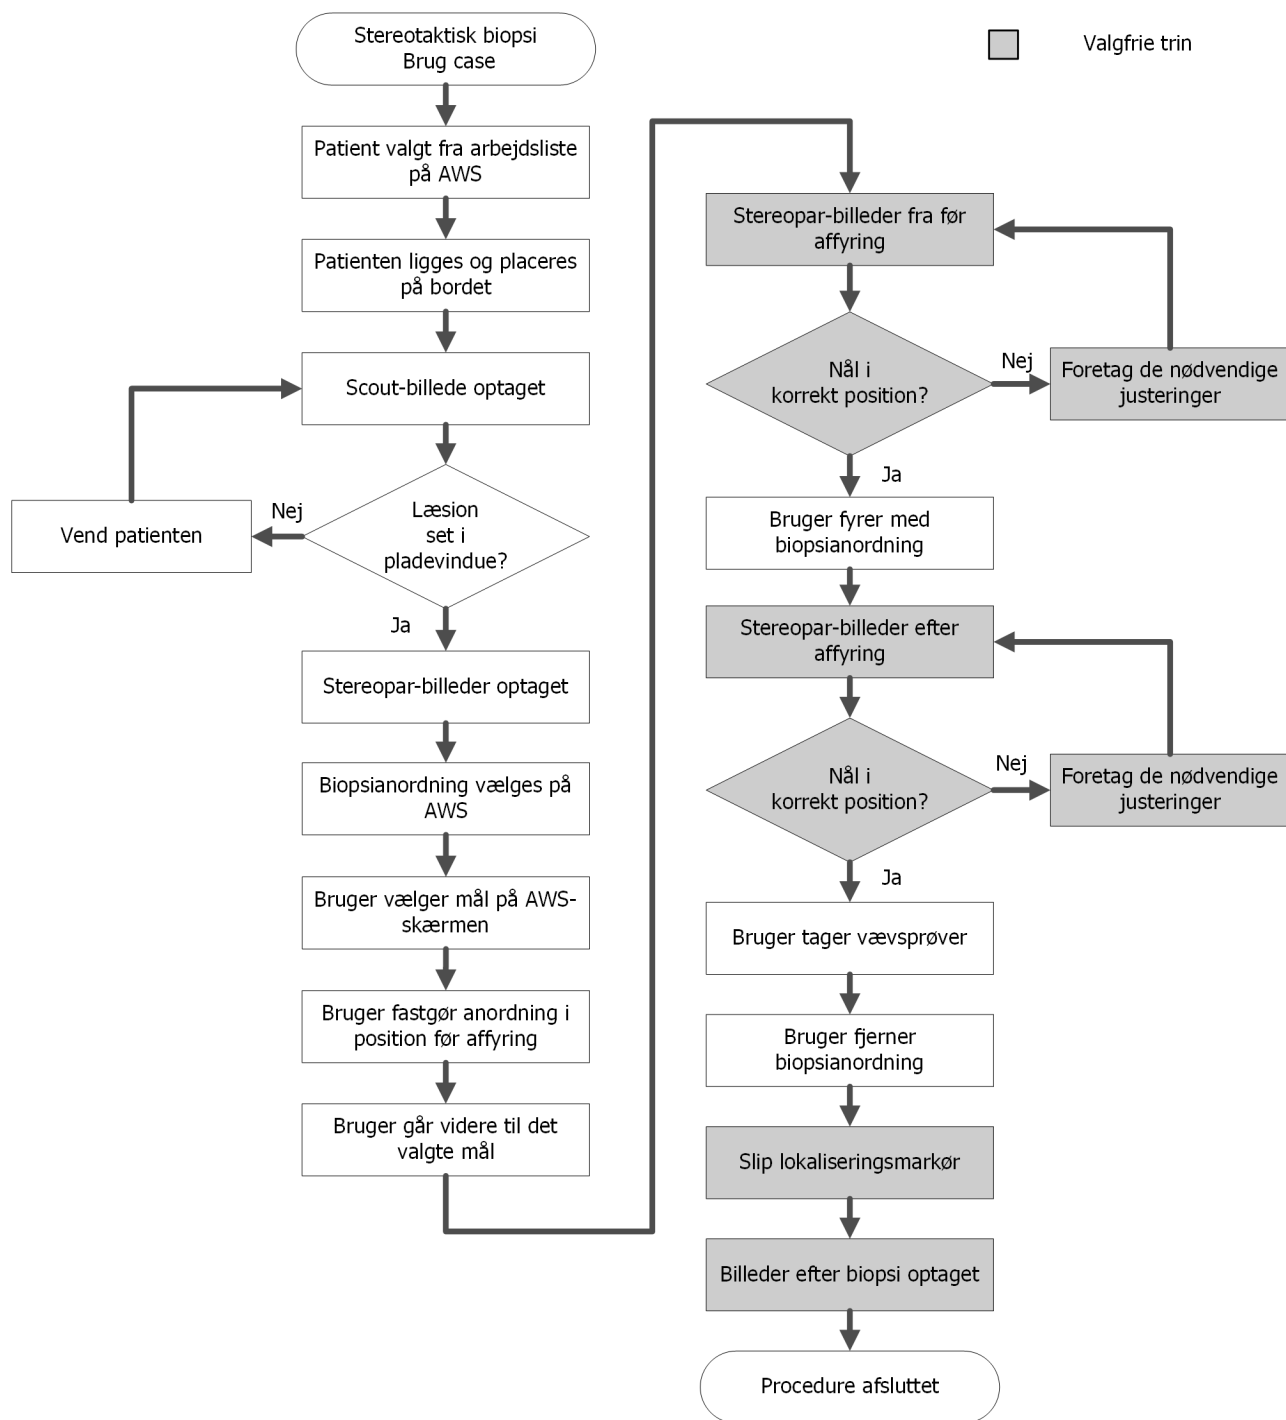 Stereotaktisk biopsi
Brug case
Valgfrie trin
Patient valgt fra arbejdsliste
på AWS
Patienten ligges og placeres
på bordet
Scout-billede optaget
Læsion
set i
pladevindue?
Nej
Vend patienten
Ja
Stereopar-billeder optaget
Biopsianordning vælges på
AWS
Bruger vælger mål på AWS-
skærmen
Bruger fastgør anordning i
position før affyring
Bruger går videre til det
valgte mål
Stereopar-billeder fra før
affyring
Nål i
korrekt position?
Nej
Foretag de nødvendige
justeringer
Ja
Bruger fyrer med
biopsianordning
Stereopar-billeder efter
affyring
Nål i
korrekt position?
Nej
Foretag de nødvendige
justeringer
Ja
Bruger tager vævsprøver
Bruger fjerner
biopsianordning
Slip lokaliseringsmarkør
Billeder efter biopsi optaget
Procedure afsluttet